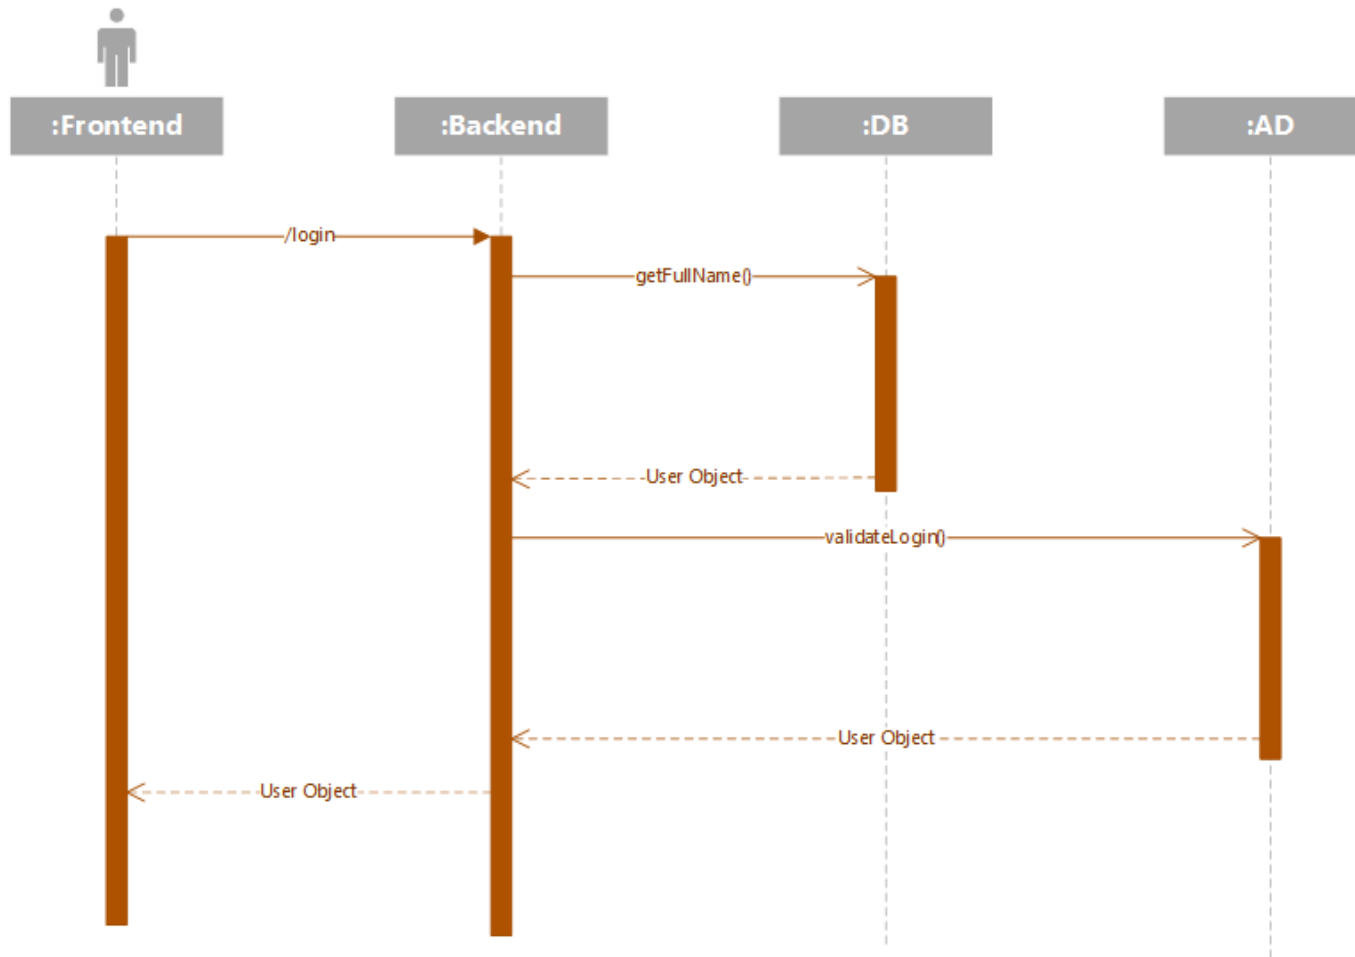 :Frontend
:Backend
:DB
:AD
/login
getFullName()
User Object
validateLogin()
User Object
User Object